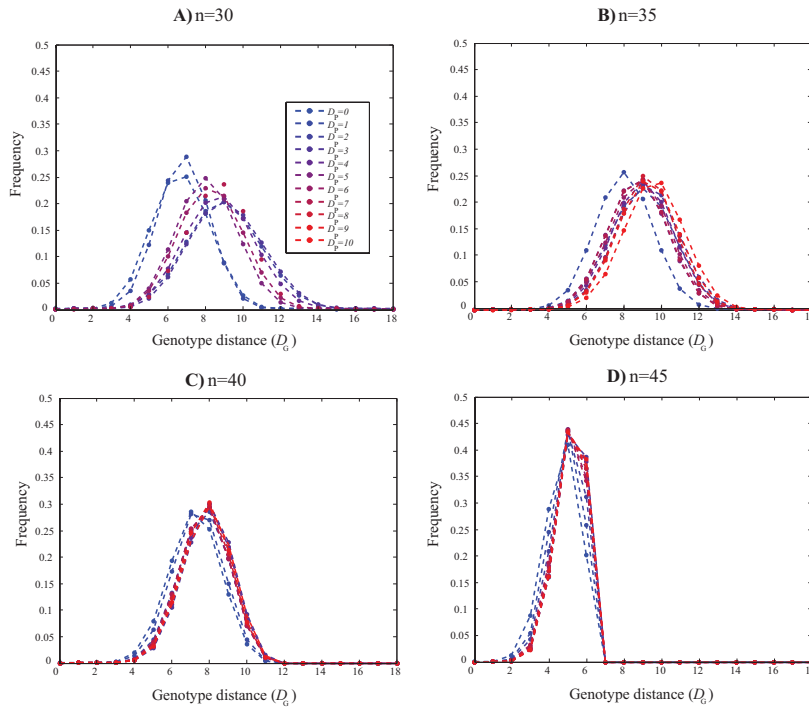 A) n=30
B) n=35
0.5
0.45
0.4
0.35
0.3
0.25
0.2
0.15
0.1
0.05
0
Frequency
D_p=0
D_p=1
D_p=2
D_p=3
D_p=4
D_p=5
D_p=6
D_p=7
D_p=8
D_p=9
D_p=10
0 2 4 6 8 10 12 14 16 18
Genotype distance (D_G)
0.5
0.45
0.4
0.35
0.3
0.25
0.2
0.15
0.1
0.05
0
Frequency
0 2 4 6 8 10 12 14 16 18
Genotype distance (D_G)
C) n=40
D) n=45
0.5
0.45
0.4
0.35
0.3
0.25
0.2
0.15
0.1
0.05
0
Frequency
0 2 4 6 8 10 12 14 16 18
Genotype distance (D_G)
0.5
0.45
0.4
0.35
0.3
0.25
0.2
0.15
0.1
0.05
0
Frequency
0 2 4 6 8 10 12 14 16 18
Genotype distance (D_G)